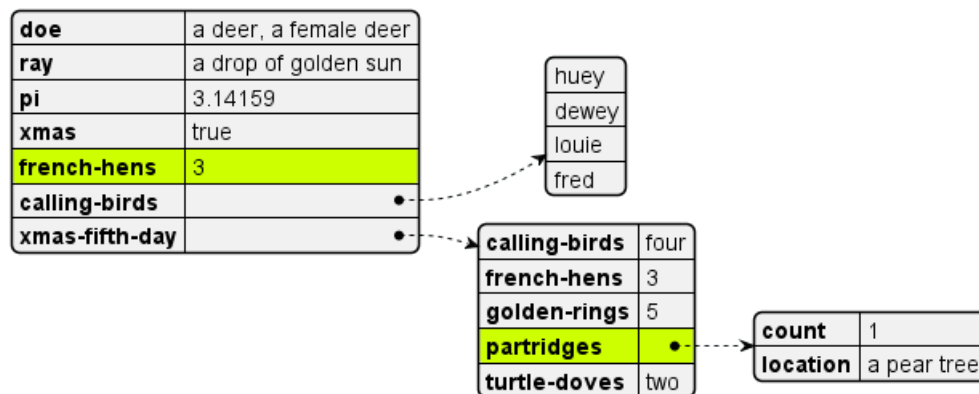 doe a deer, a female deer
ray a drop of golden sun
pi 3.14159
xmas true
french-hens 3
calling-birds
xmas-fifth-day
huey
dewey
louie
fred
calling-birds four
french-hens 3
golden-rings 5
partridges
turtle-doves two
count 1
location a pear tree